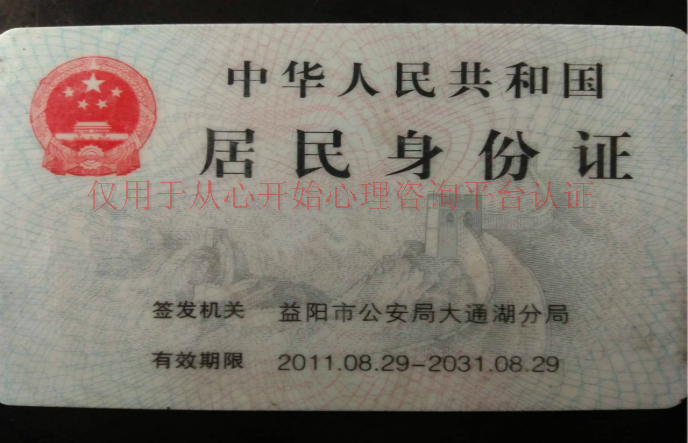 中华人民共和国
居民身份证
仅用于从心开始心理咨询平台认证
签发机关 益阳市公安局大通湖分局
有效期限 2011.08.29-2031.08.29